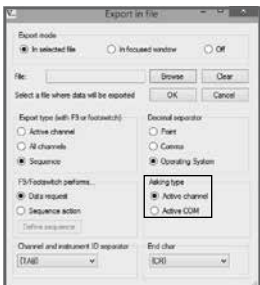 Export in file
Export mode
In selected file In focused window Off
File: Browse Clear
Select a file where data will be exported OK Cancel
Export type (with F9 or footswitch) Decimal separator
Active channel Point
All channels Comma
Sequence Operating System
F9/Footswitch performs... Asking type
Data request Active channel
Sequence action Active COM
Define sequence
Channel and instrument ID separator End char
[TAB] [CR]